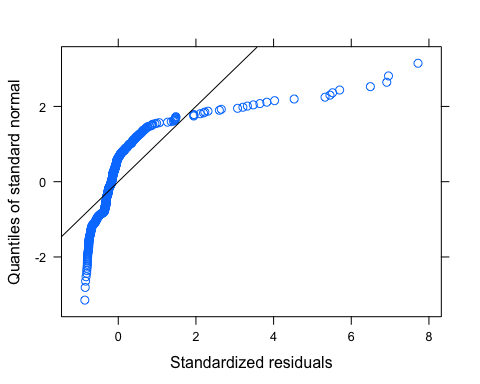 Quantiles of standard normal
2
0
-2
0 2 4 6 8
Standardized residuals